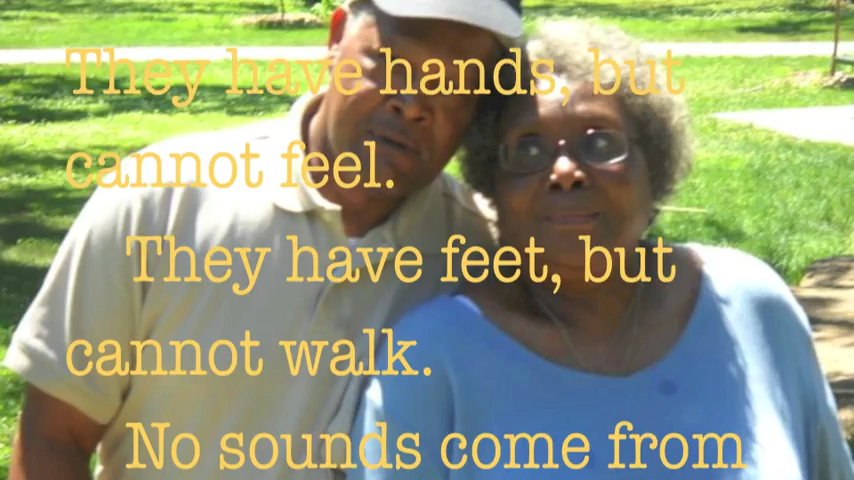 They have hands, but
cannot feel.
They have feet, but
cannot walk.
No sounds come from